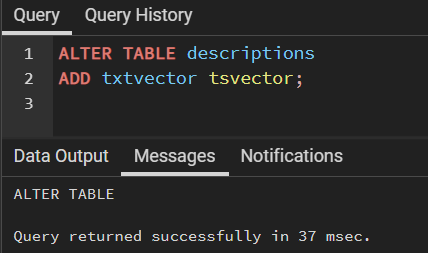 Query Query History
1 ALTER TABLE descriptions
2 ADD txtvector tsvector;
3
Data Output Messages Notifications
ALTER TABLE
Query returned successfully in 37 msec.